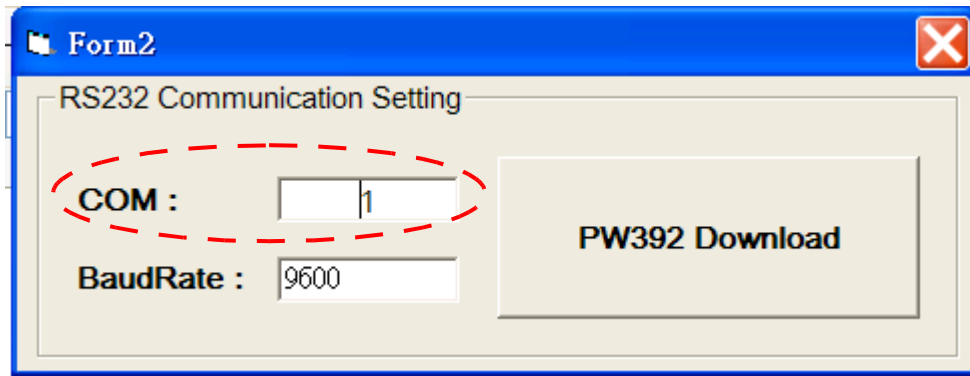 Form2
RS232 Communication Setting
COM : 1
PW392 Download
BaudRate : 9600